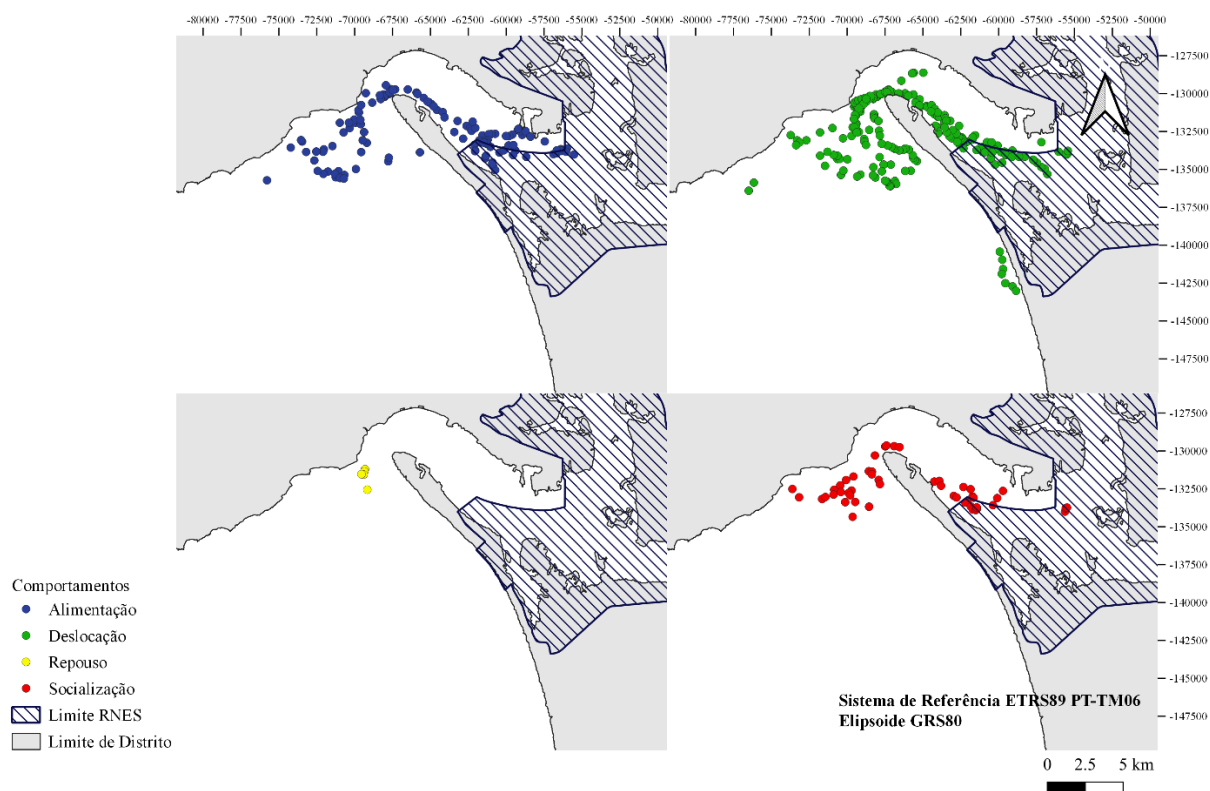 -80000 -77500 -75000 -72500 -70000 -67500 -65000 -62500 -60000 -57500 -55000 -52500 -50000 -80000 -77500 -75000 -72500 -70000 -67500 -65000 -62500 -60000 -57500 -55000 -52500 -50000
-127500
-130000
-132500
-135000
-137500
-140000
-142500
-147500
-127500
-130000
-132500
-135000
-137500
-140000
-142500
-147500
Comportamentos
Alimentação
Deslocação
Repouso
Socialização
Limite RNES
Limite de Distrito
Sistema de Referência ETRS89 PT-TM06
Elipsoide GRS80
0 2.5 5 km